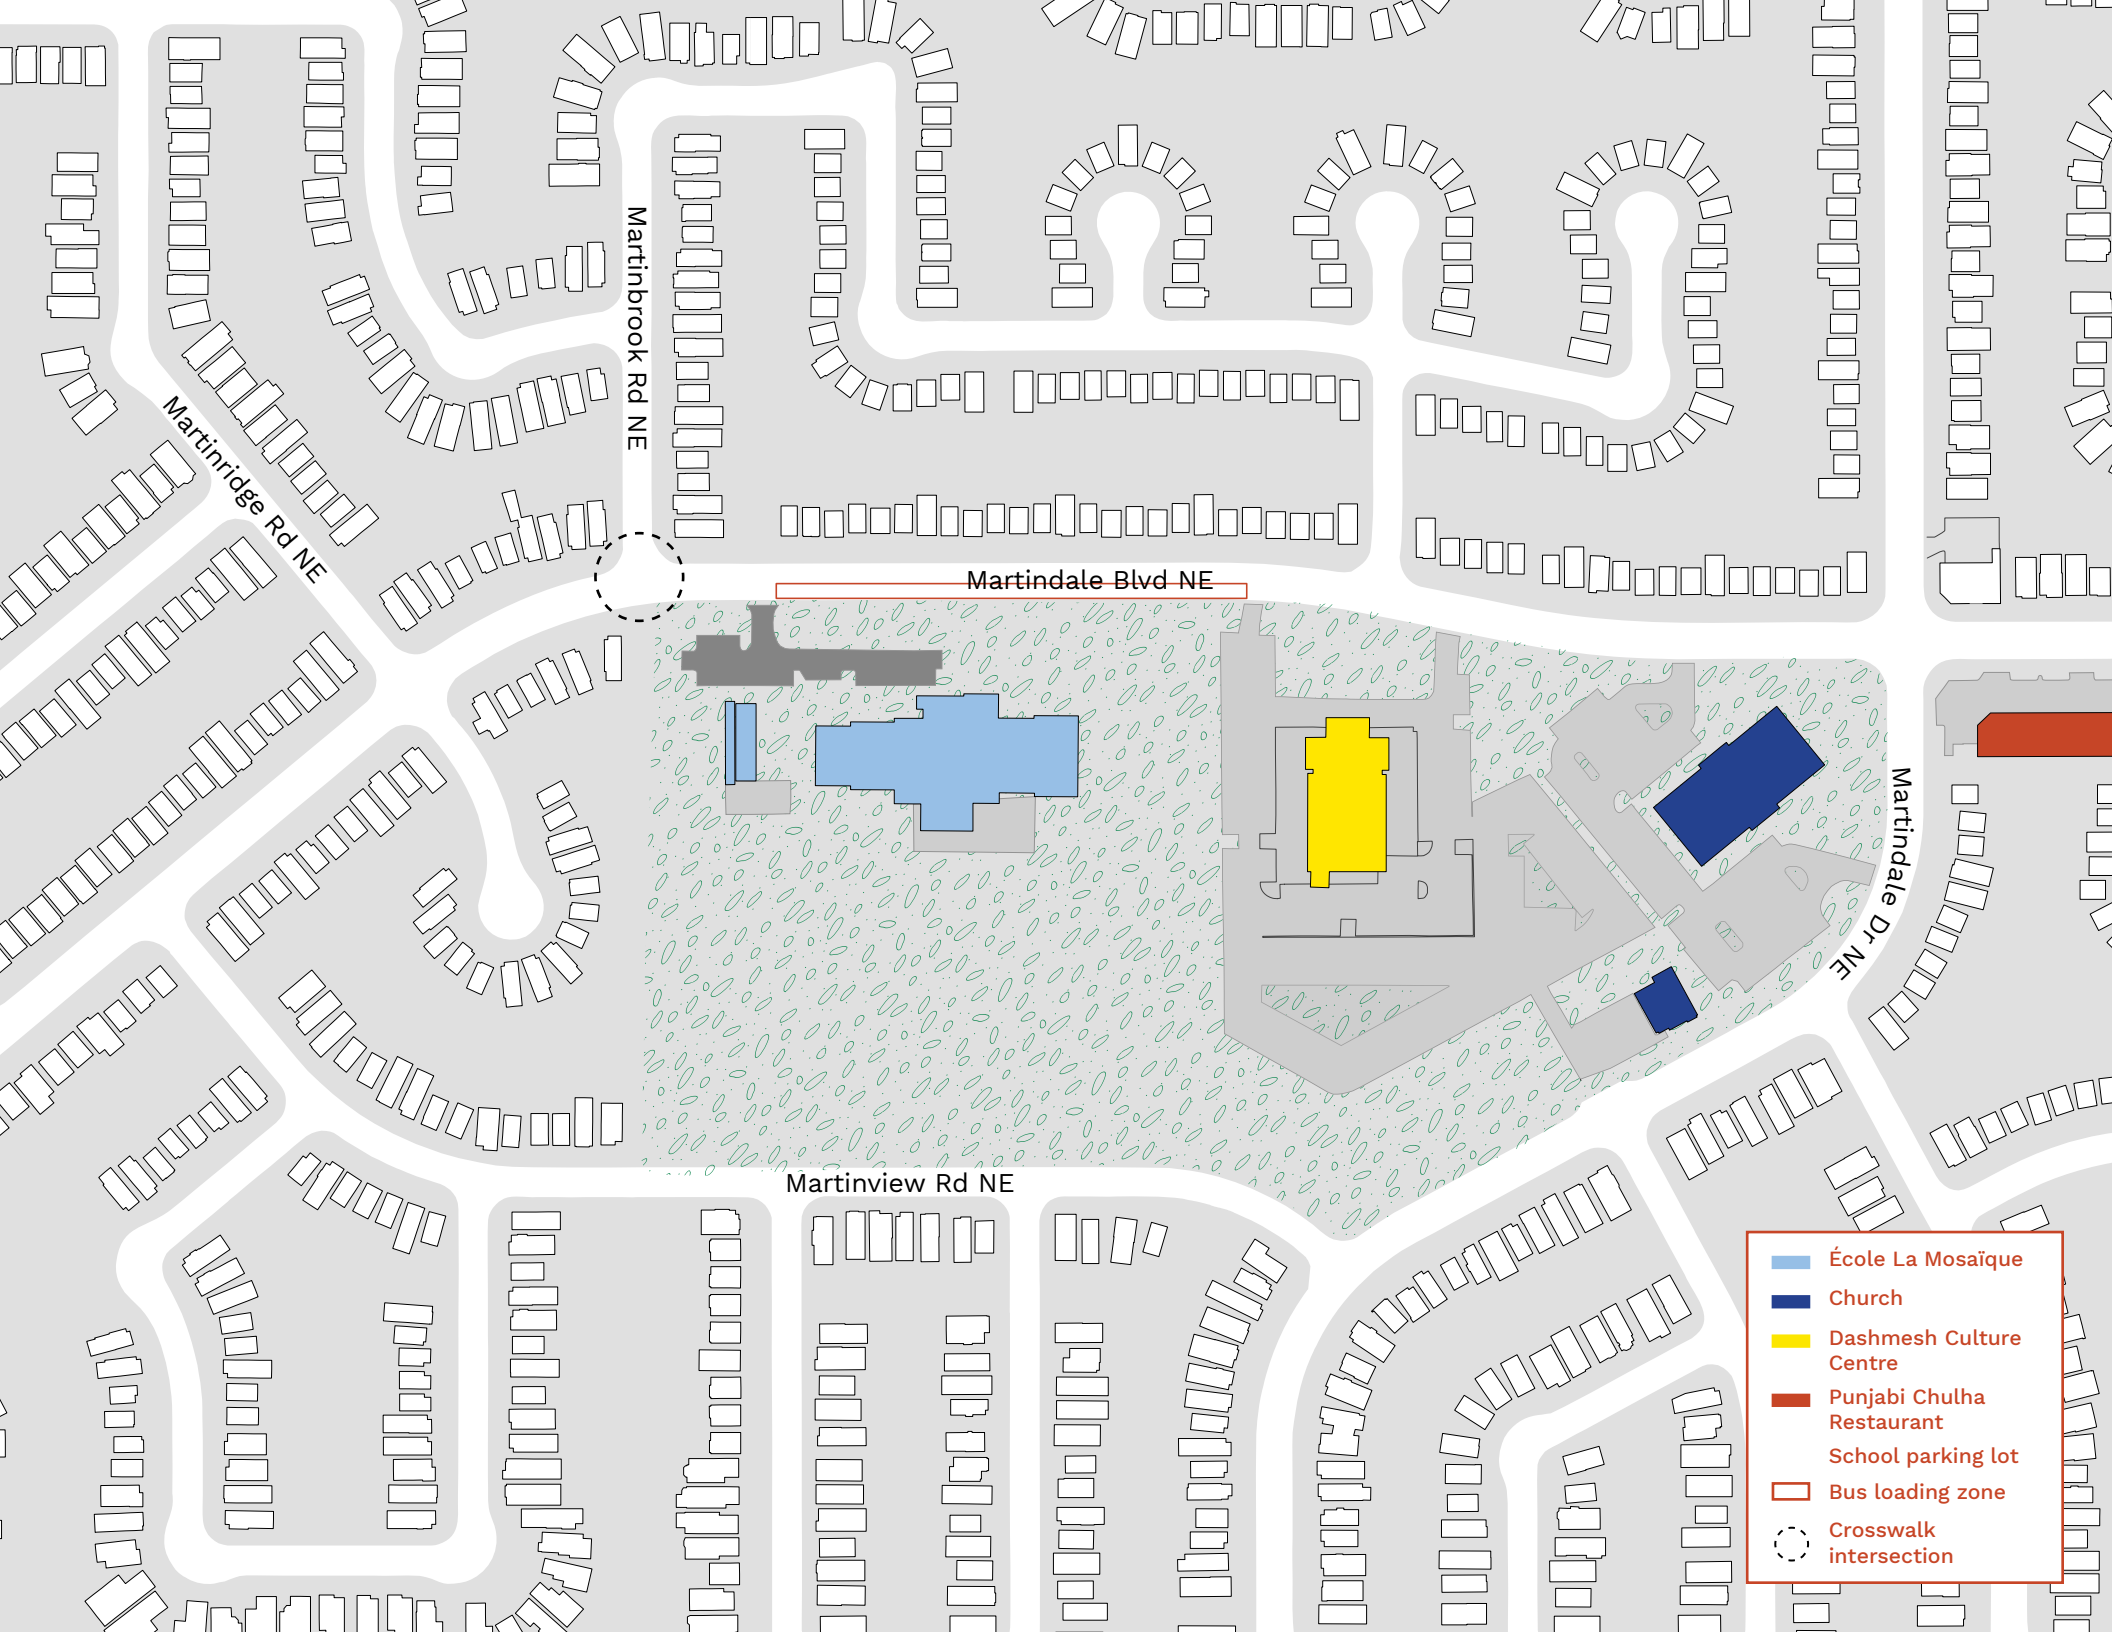 Martinbrook Rd NE
Martinridge Rd NE
Martindale Blvd NE
Martindale Dr NE
Martinview Rd NE
École La Mosaïque
Church
Dashmesh Culture
Centre
Punjabi Chulha
Restaurant
School parking lot
Bus loading zone
Crosswalk
intersection